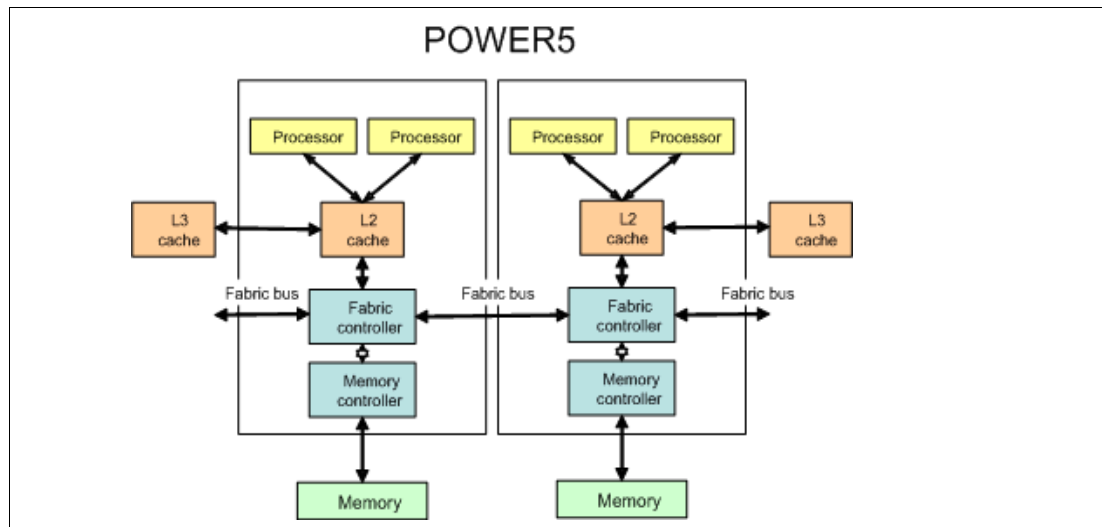 POWER5
Processor
Processor
Processor
Processor
L3
cache
L2
cache
L2
cache
L3
cache
Fabric bus
Fabric bus
Fabric bus
Fabric
controller
Fabric
controller
Memory
controller
Memory
controller
Memory
Memory